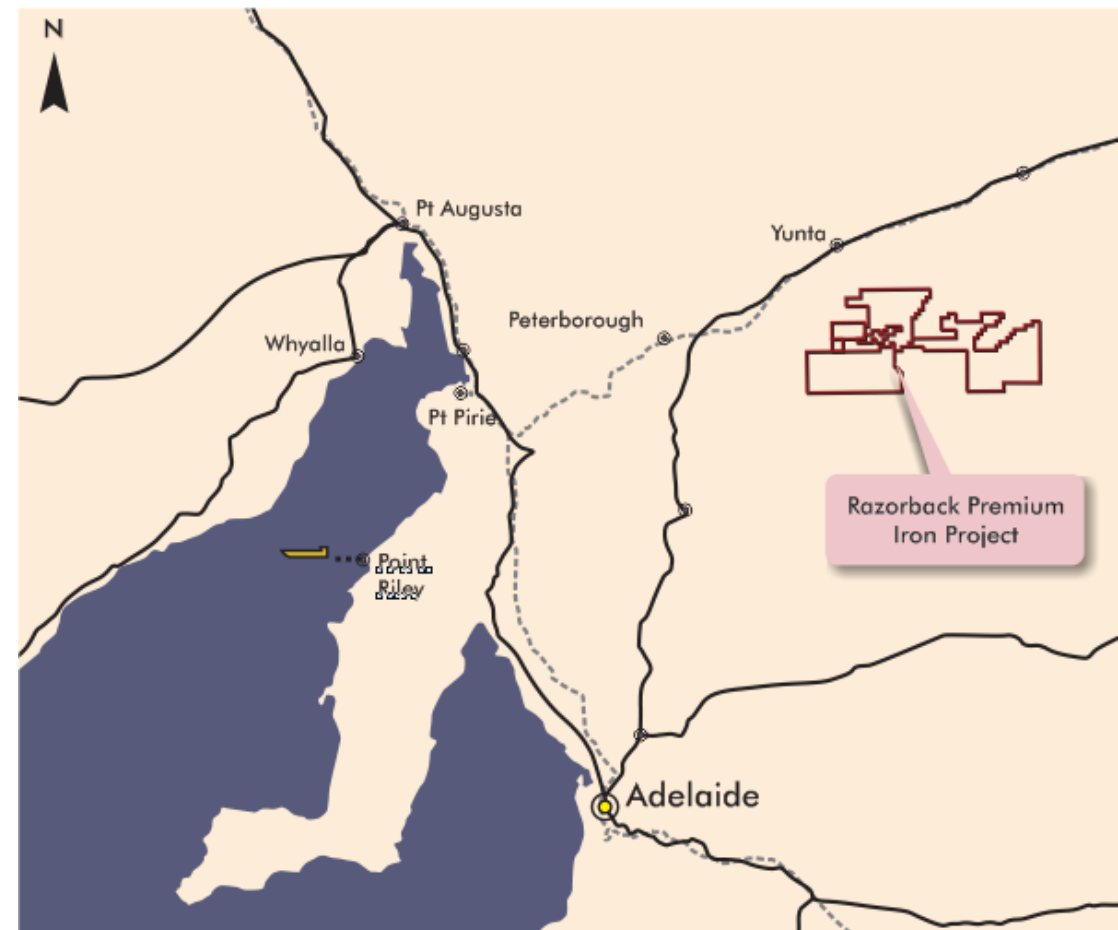 N
Pt Augusta
Yunta
Peterborough
Whyalla
Pt Pirie
Razorback Premium
Iron Project
Point
Riley
Adelaide